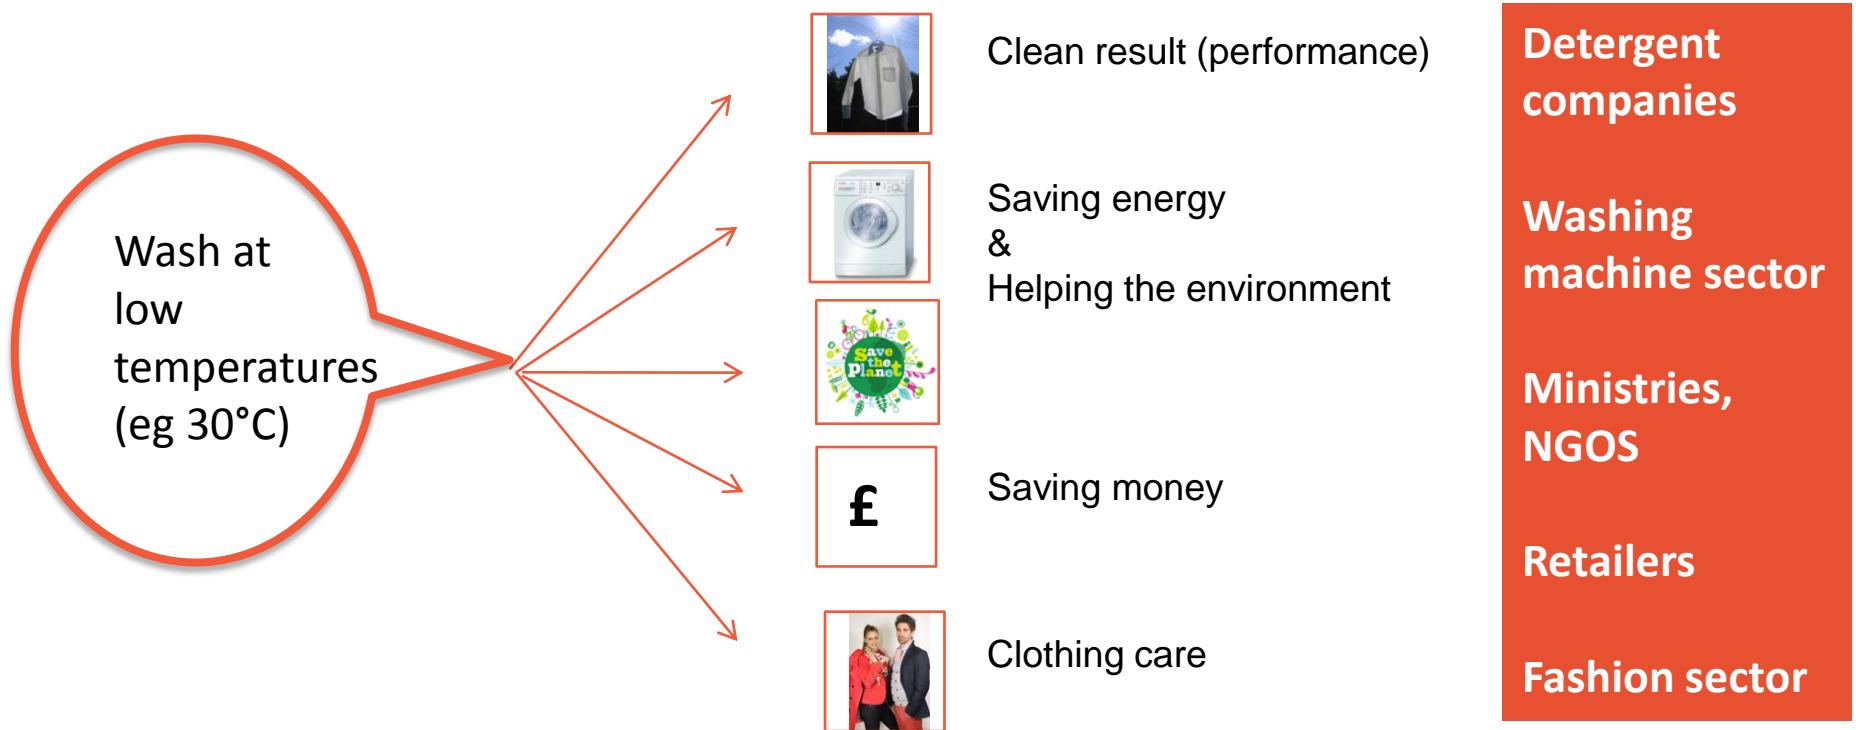 Wash at
low
temperatures
(eg 30°C)
Clean result (performance)
Saving energy
&
Helping the environment
Save
the
Planet
£
Saving money
Clothing care
Detergent
companies
Washing
machine sector
Ministries,
NGOS
Retailers
Fashion sector